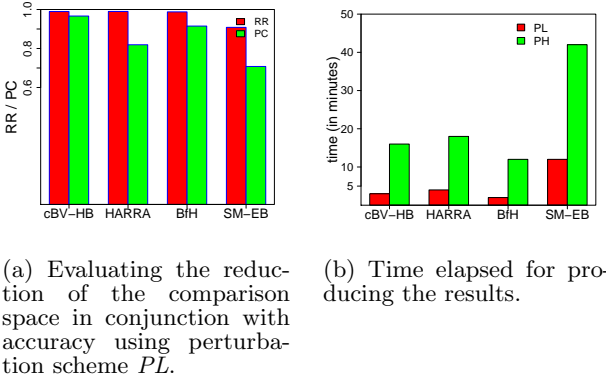 RR / PC
1.0
0.8
0.6
RR
PC
cBV−HB HARRA BfH SM−EB
time (in minutes)
50
40
30
20
10
5
PL
PH
cBV−HB HARRA BfH SM−EB
(a) Evaluating the reduc-
tion of the comparison
space in conjunction with
accuracy using perturba-
tion scheme PL.
(b) Time elapsed for pro-
ducing the results.